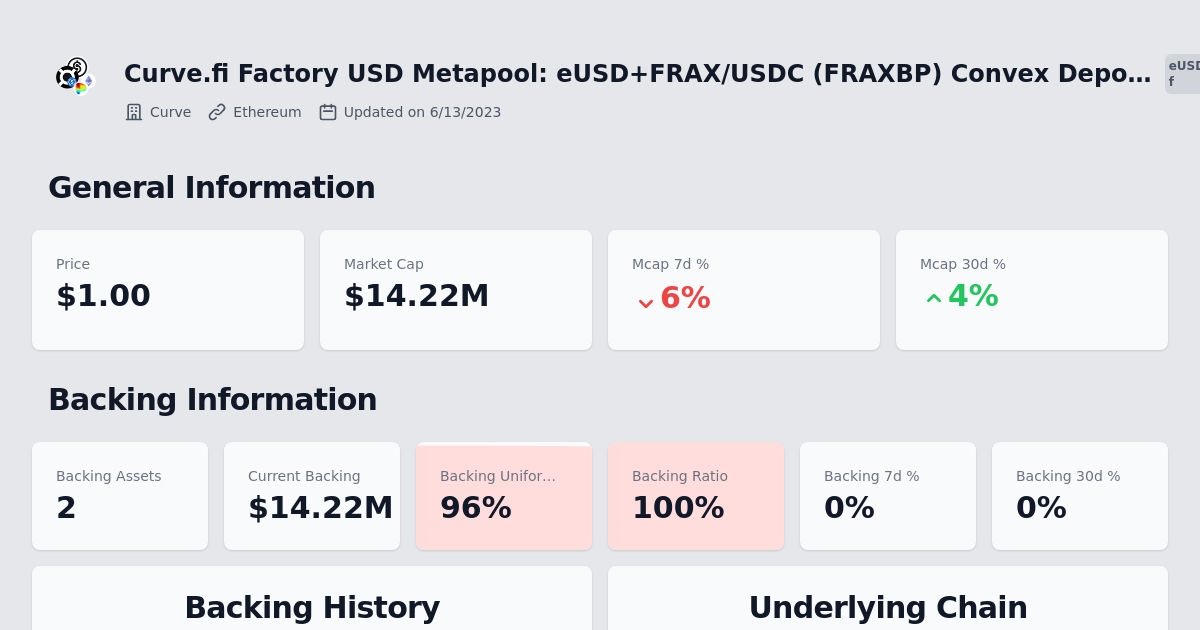 Curve.fi Factory USD Metapool: eUSD+FRAX/USDC (FRAXBP) Convex Depo…
eUSD
f
Curve
Ethereum
Updated on 6/13/2023
General Information
Price
$1.00
Market Cap
$14.22M
Mcap 7d %
6%
Mcap 30d %
4%
Backing Information
Backing Assets
2
Current Backing
$14.22M
Backing Unifor…
96%
Backing Ratio
100%
Backing 7d %
0%
Backing 30d %
0%
Backing History
Underlying Chain